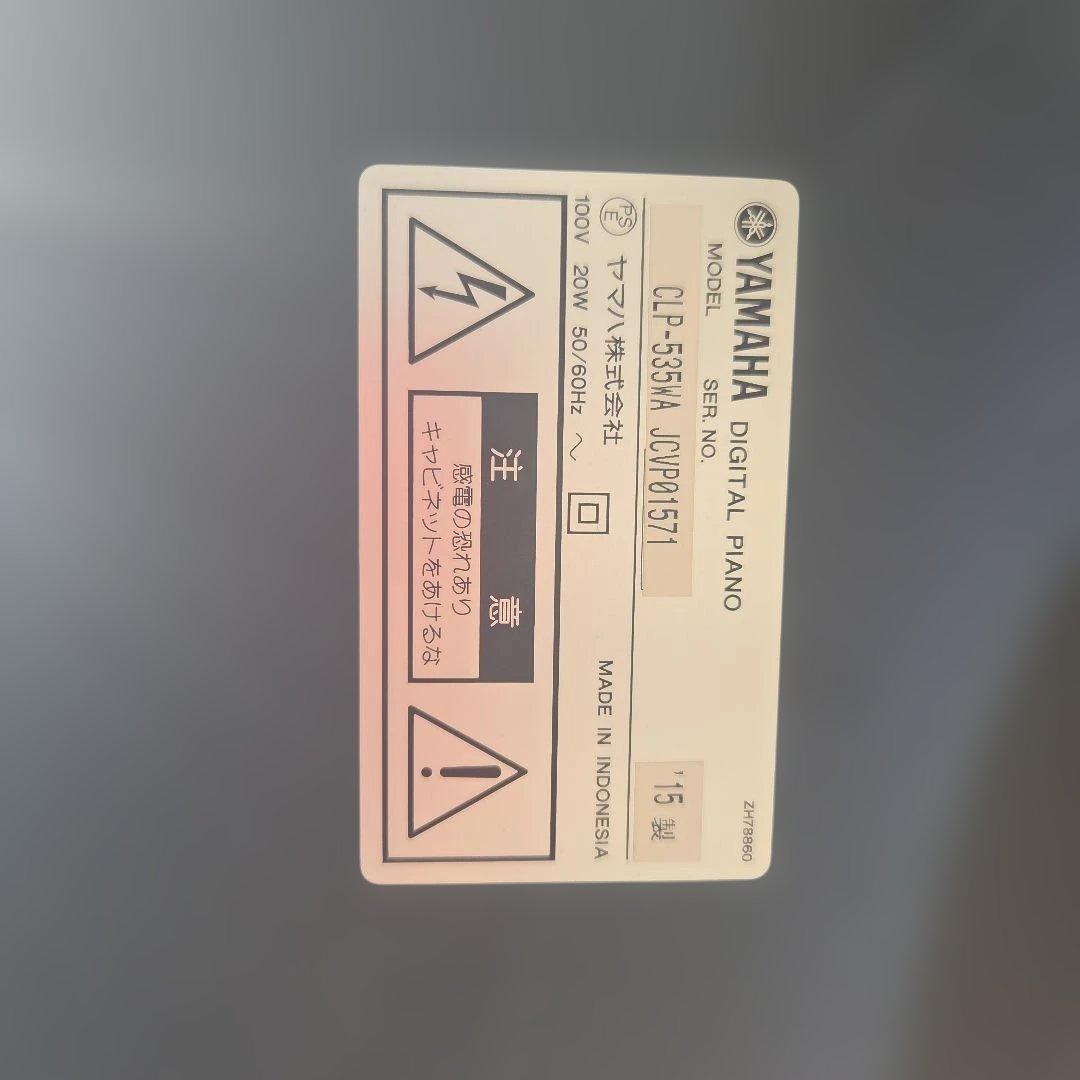 YAMAHA DIGITAL PIANO
ZH78860
MODEL SER. NO.
CLP-535WA JCVP01571 '15 製
PSE ヤマハ株式会社 MADE IN INDONESIA
100V 20W 50/60Hz ～
注 意
感電の恐れあり
キャビネットをあけるな